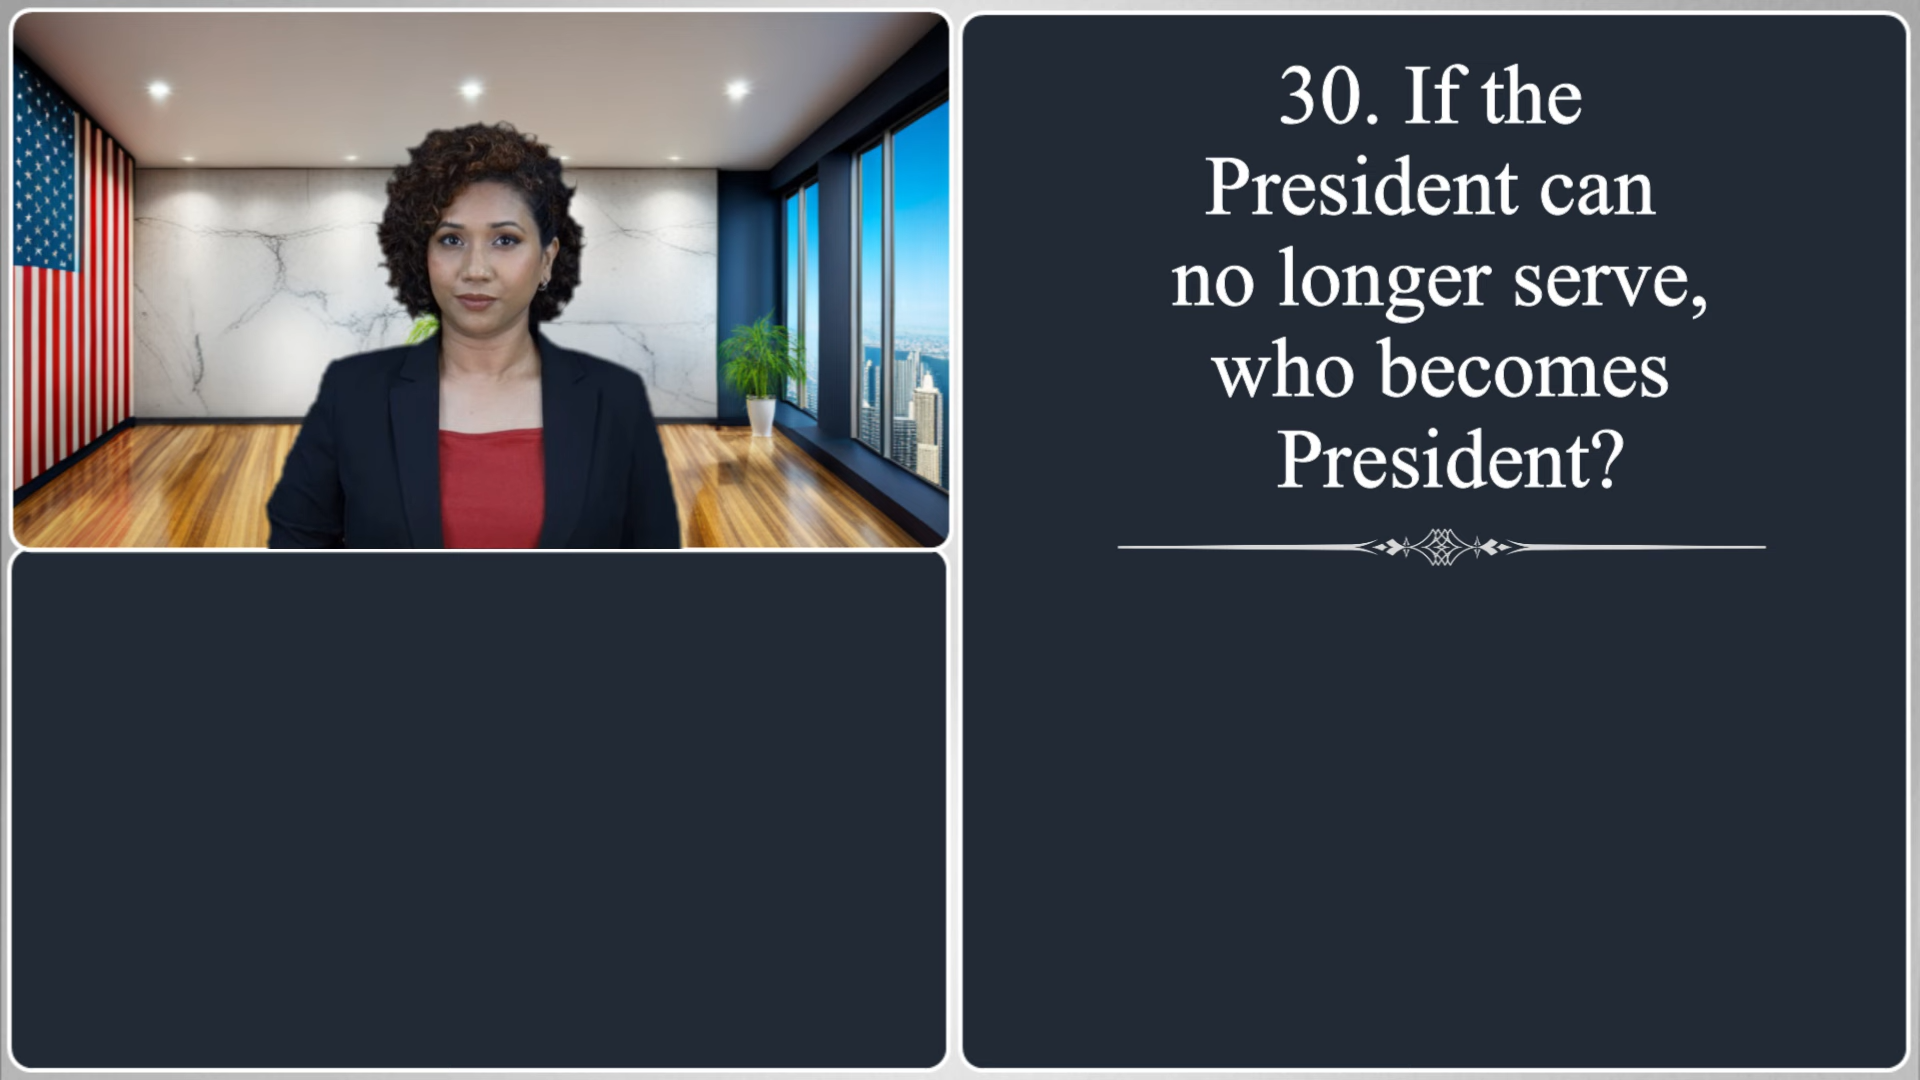 30. If the
President can
no longer serve,
who becomes
President?